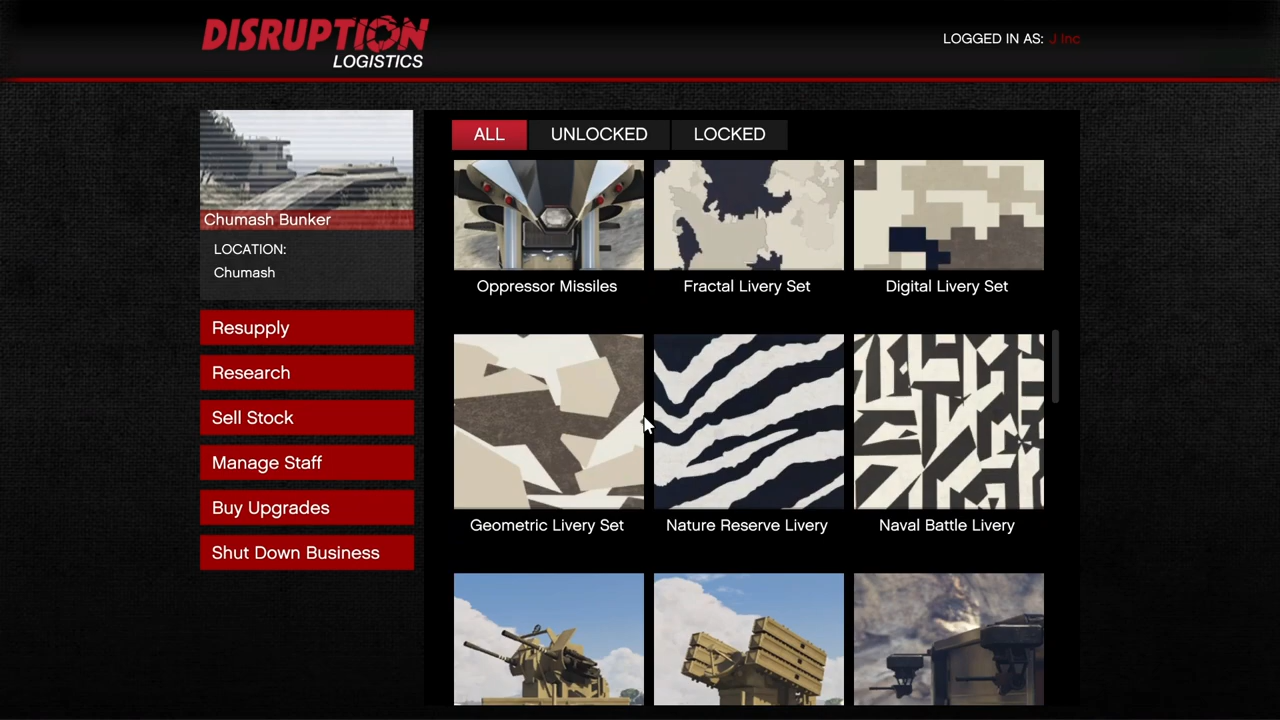 DISRUPTION
LOGISTICS
LOGGED IN AS: J Inc
Chumash Bunker
LOCATION:
Chumash
Resupply
Research
Sell Stock
Manage Staff
Buy Upgrades
Shut Down Business
ALL UNLOCKED LOCKED
Oppressor Missiles Fractal Livery Set Digital Livery Set
Geometric Livery Set Nature Reserve Livery Naval Battle Livery